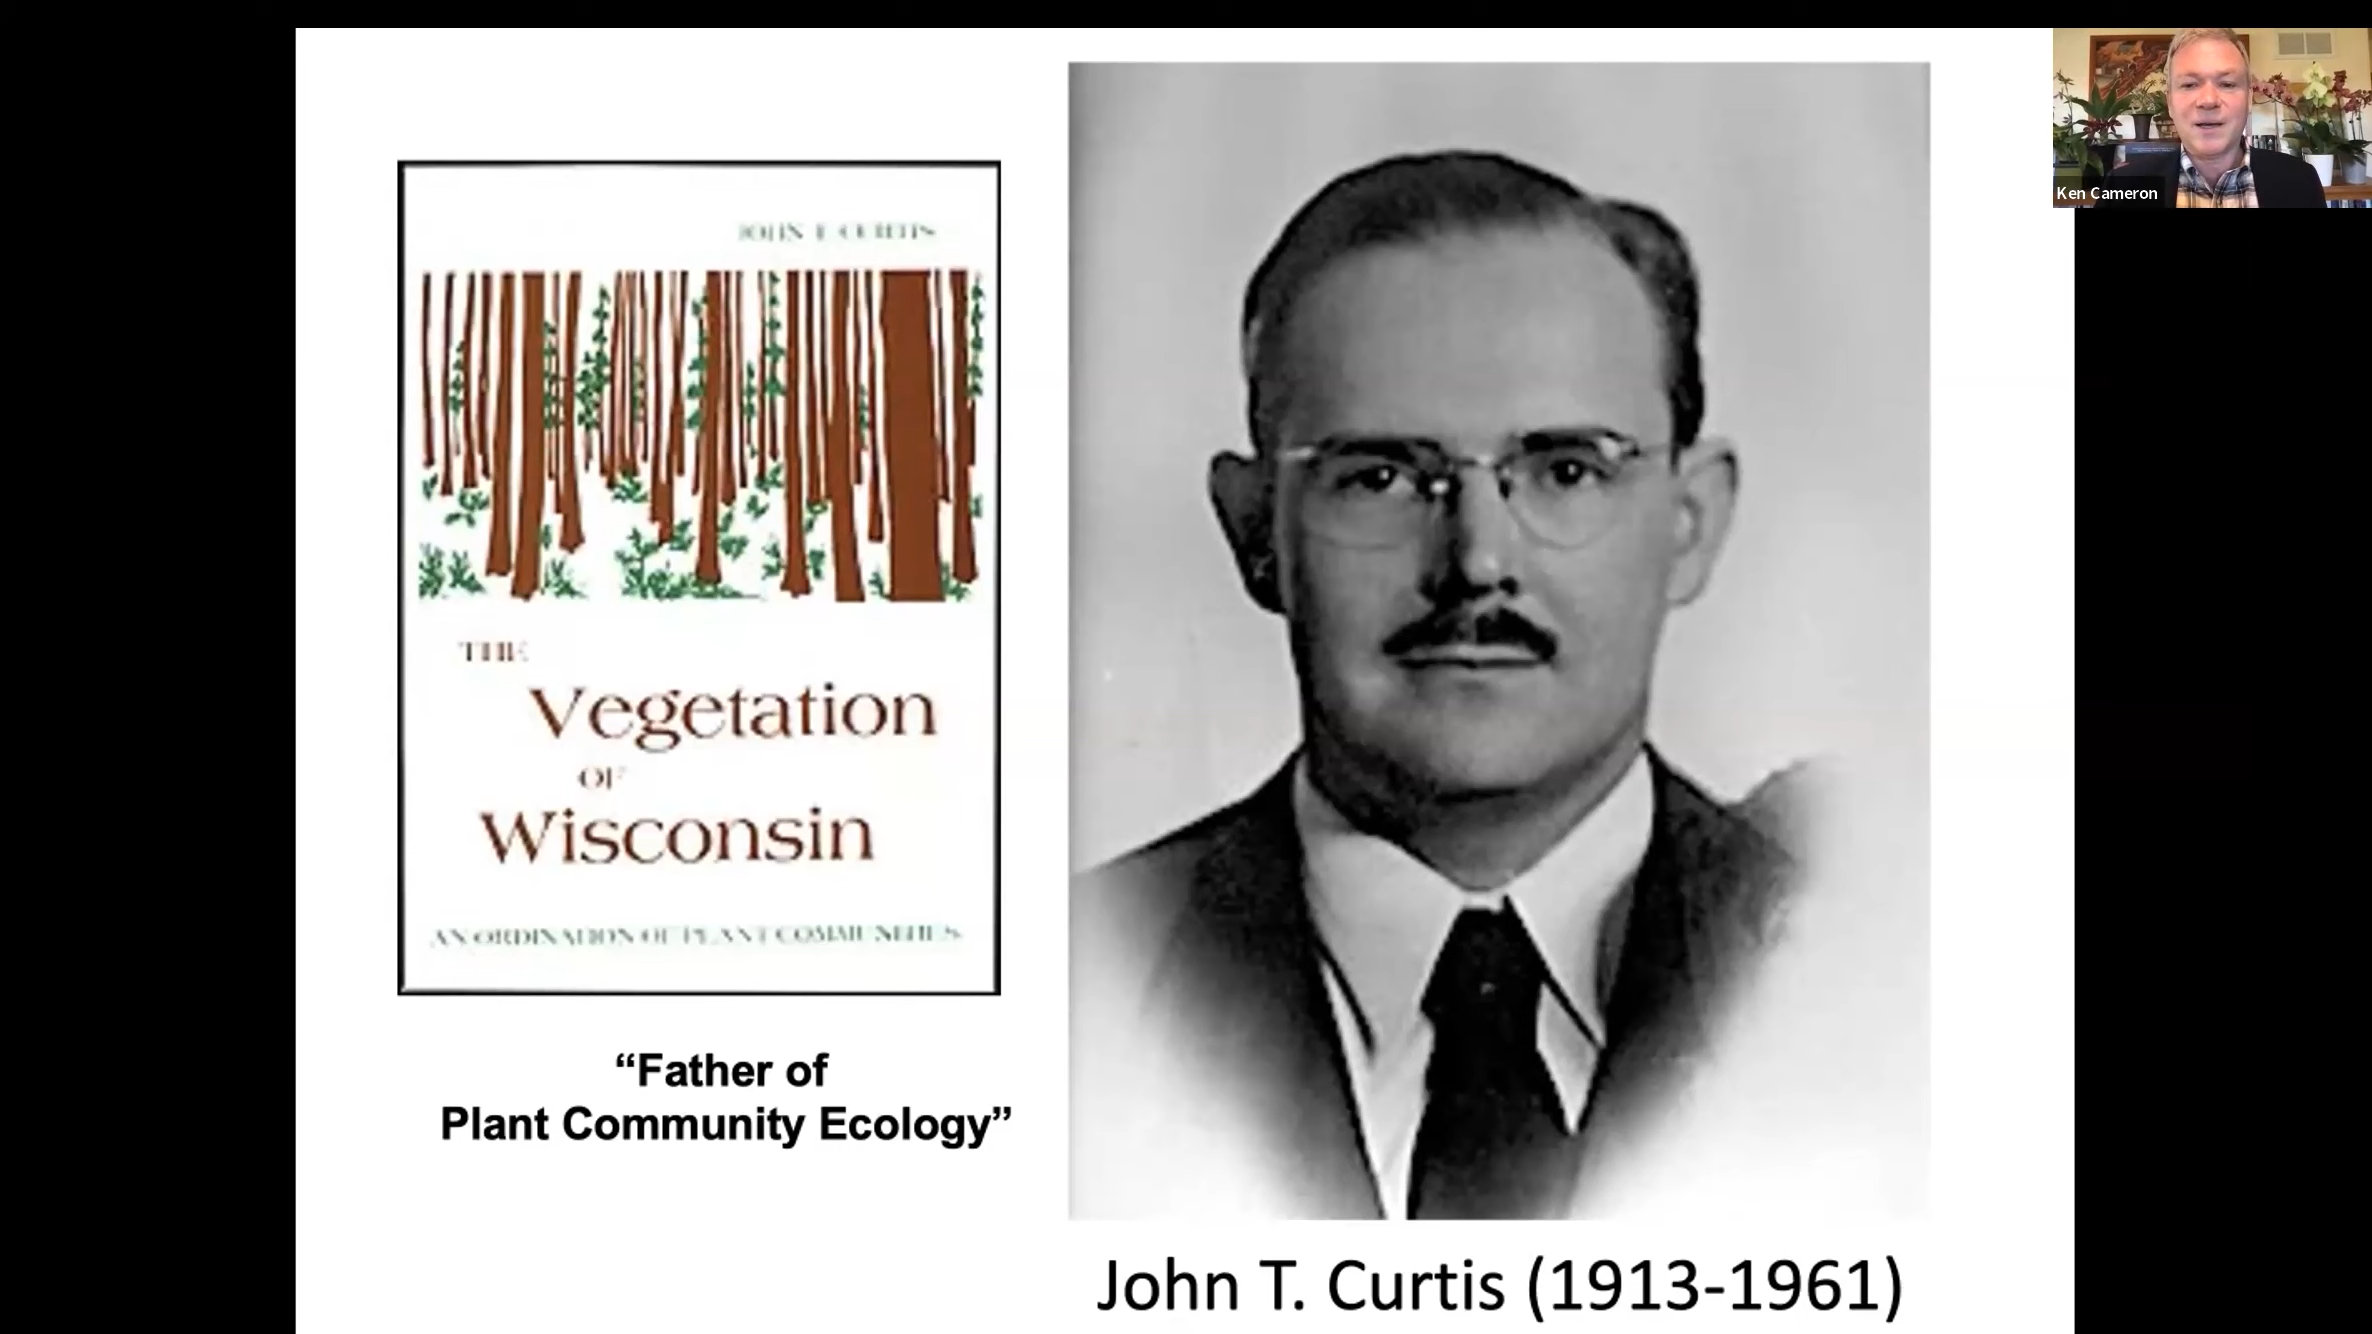 Ken Cameron
JOHN T. CURTIS
THE
Vegetation
OF
Wisconsin
AN ORDINATION OF PLANT COMMUNITIES
“Father of
Plant Community Ecology”
John T. Curtis (1913-1961)